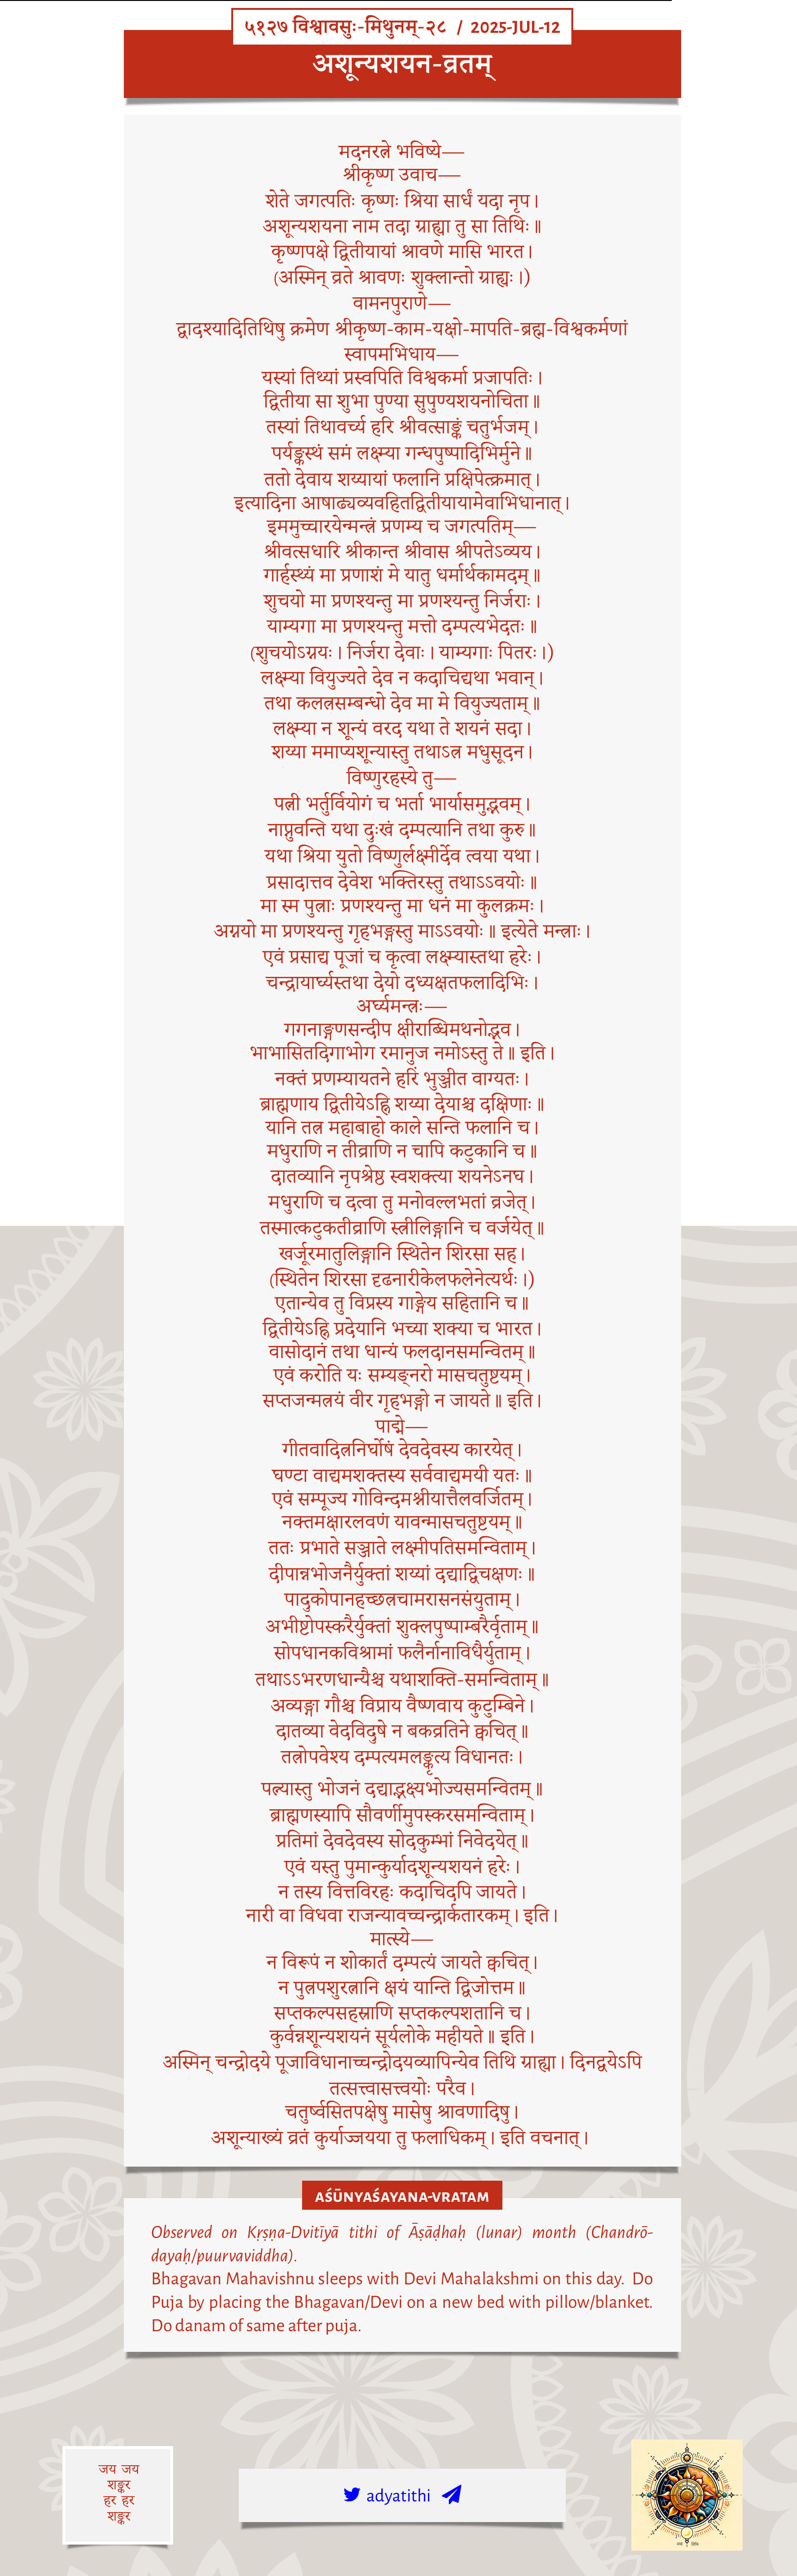 ५१२७ विश्वावसुः-मिथुनम्-२८ / 2025-JUL-12
अशून्यशयन-व्रतम्
मदनरत्ने भविष्ये—
श्रीकृष्ण उवाच—
शेते जगत्पतिः कृष्णः श्रिया सार्धं यदा नृप।
अशून्यशयना नाम तदा ग्राह्या तु सा तिथिः॥
कृष्णपक्षे द्वितीयायां श्रावणे मासि भारत।
(अस्मिन् व्रते श्रावणः शुक्लान्तो ग्राह्यः।)
वामनपुराणे—
द्वादश्यादितिथिषु क्रमेण श्रीकृष्ण-काम-यक्षो-मापति-ब्रह्म-विश्वकर्मणां
स्वापमभिधाय—
यस्यां तिथ्यां प्रस्वपिति विश्वकर्मा प्रजापतिः।
द्वितीया सा शुभा पुण्या सुपुण्यशयनोचिता॥
तस्यां तिथावर्च्य हरि श्रीवत्साङ्कं चतुर्भजम्।
पर्यङ्कस्थं समं लक्ष्म्या गन्धपुष्पादिभिर्मुने॥
ततो देवाय शय्यायां फलानि प्रक्षिपेत्क्रमात्।
इत्यादिना आषाढ्यव्यवहितद्वितीयायामेवाभिधानात्।
इममुच्चारयेन्मन्त्रं प्रणम्य च जगत्पतिम्—
श्रीवत्सधारि श्रीकान्त श्रीवास श्रीपतेऽव्यय।
गार्हस्थ्यं मा प्रणाशं मे यातु धर्मार्थकामदम्॥
शुचयो मा प्रणश्यन्तु मा प्रणश्यन्तु निर्जराः।
याम्यगा मा प्रणश्यन्तु मत्तो दम्पत्यभेदतः॥
(शुचयोऽग्नयः। निर्जरा देवाः। याम्यगाः पितरः।)
लक्ष्म्या वियुज्यते देव न कदाचिद्यथा भवान्।
तथा कलत्रसम्बन्धो देव मा मे वियुज्यताम्॥
लक्ष्म्या न शून्यं वरद यथा ते शयनं सदा।
शय्या ममाप्यशून्यास्तु तथाऽत्र मधुसूदन।
विष्णुरहस्ये तु—
पत्नी भर्तुर्वियोगं च भर्ता भार्यासमुद्भवम्।
नाप्नुवन्ति यथा दुःखं दम्पत्यानि तथा कुरु॥
यथा श्रिया युतो विष्णुर्लक्ष्मीर्देव त्वया यथा।
प्रसादात्तव देवेश भक्तिरस्तु तथाऽऽवयोः॥
मा स्म पुत्राः प्रणश्यन्तु मा धनं मा कुलक्रमः।
अग्नयो मा प्रणश्यन्तु गृहभङ्गस्तु माऽऽवयोः॥ इत्येते मन्त्राः।
एवं प्रसाद्य पूजां च कृत्वा लक्ष्म्यास्तथा हरेः।
चन्द्रायार्घ्यस्तथा देयो दध्यक्षतफलादिभिः।
अर्घ्यमन्त्रः—
गगनाङ्गणसन्दीप क्षीराब्धिमथनोद्भव।
भाभासितदिगाभोग रमानुज नमोऽस्तु ते॥ इति।
नक्तं प्रणम्यायतने हरिं भुञ्जीत वाग्यतः।
ब्राह्मणाय द्वितीयेऽह्नि शय्या देयाश्च दक्षिणाः॥
यानि तत्र महाबाहो काले सन्ति फलानि च।
मधुराणि न तीव्राणि न चापि कटुकानि च॥
दातव्यानि नृपश्रेष्ठ स्वशक्त्या शयनेऽनघ।
मधुराणि च दत्वा तु मनोवल्लभतां व्रजेत्।
तस्मात्कटुकतीव्राणि स्त्रीलिङ्गानि च वर्जयेत्॥
खर्जूरमातुलिङ्गानि स्थितेन शिरसा सह।
(स्थितेन शिरसा दृढनारीकेलफलेनेत्यर्थः।)
एतान्येव तु विप्रस्य गाङ्गेय सहितानि च॥
द्वितीयेऽह्नि प्रदेयानि भच्या शक्या च भारत।
वासोदानं तथा धान्यं फलदानसमन्वितम्॥
एवं करोति यः सम्यङ्नरो मासचतुष्टयम्।
सप्तजन्मत्रयं वीर गृहभङ्गो न जायते॥ इति।
पाद्मे—
गीतवादित्रनिर्घोषं देवदेवस्य कारयेत्।
घण्टा वाद्यमशक्तस्य सर्ववाद्यमयी यतः॥
एवं सम्पूज्य गोविन्दमश्नीयात्तैलवर्जितम्।
नक्तमक्षारलवणं यावन्मासचतुष्टयम्॥
ततः प्रभाते सञ्जाते लक्ष्मीपतिसमन्विताम्।
दीपान्नभोजनैर्युक्तां शय्यां दद्याद्विचक्षणः॥
पादुकोपानहच्छत्रचामरासनसंयुताम्।
अभीष्टोपस्करैर्युक्तां शुक्लपुष्पाम्बरैर्वृताम्॥
सोपधानकविश्रामां फलैर्नानाविधैर्युताम्।
तथाऽऽभरणधान्यैश्च यथाशक्ति-समन्विताम्॥
अव्यङ्गा गौश्च विप्राय वैष्णवाय कुटुम्बिने।
दातव्या वेदविदुषे न बकव्रतिने क्वचित्॥
तत्रोपवेश्य दम्पत्यमलङ्कृत्य विधानतः।
पत्न्यास्तु भोजनं दद्याद्भक्ष्यभोज्यसमन्वितम्॥
ब्राह्मणस्यापि सौवर्णीमुपस्करसमन्विताम्।
प्रतिमां देवदेवस्य सोदकुम्भां निवेदयेत्॥
एवं यस्तु पुमान्कुर्यादशून्यशयनं हरेः।
न तस्य वित्तविरहः कदाचिदपि जायते।
नारी वा विधवा राजन्यावच्चन्द्रार्कतारकम्। इति।
मात्स्ये—
न विरूपं न शोकार्तं दम्पत्यं जायते क्वचित्।
न पुत्रपशुरत्नानि क्षयं यान्ति द्विजोत्तम॥
सप्तकल्पसहस्राणि सप्तकल्पशतानि च।
कुर्वन्नशून्यशयनं सूर्यलोके महीयते॥ इति।
अस्मिन् चन्द्रोदये पूजाविधानाच्चन्द्रोदयव्यापिन्येव तिथि ग्राह्या। दिनद्वयेऽपि
तत्सत्त्वासत्त्वयोः परैव।
चतुर्ष्वसितपक्षेषु मासेषु श्रावणादिषु।
अशून्याख्यं व्रतं कुर्याज्जयया तु फलाधिकम्। इति वचनात्।
AŚŪNYAŚAYANA-VRATAM
Observed on Kṛṣṇa-Dvitīyā tithi of Āṣāḍhaḥ (lunar) month (Chandrō-
dayaḥ/puurvaviddha).
Bhagavan Mahavishnu sleeps with Devi Mahalakshmi on this day. Do
Puja by placing the Bhagavan/Devi on a new bed with pillow/blanket.
Do danam of same after puja.
जय जय
शङ्कर
हर हर
शङ्कर
adyatithi